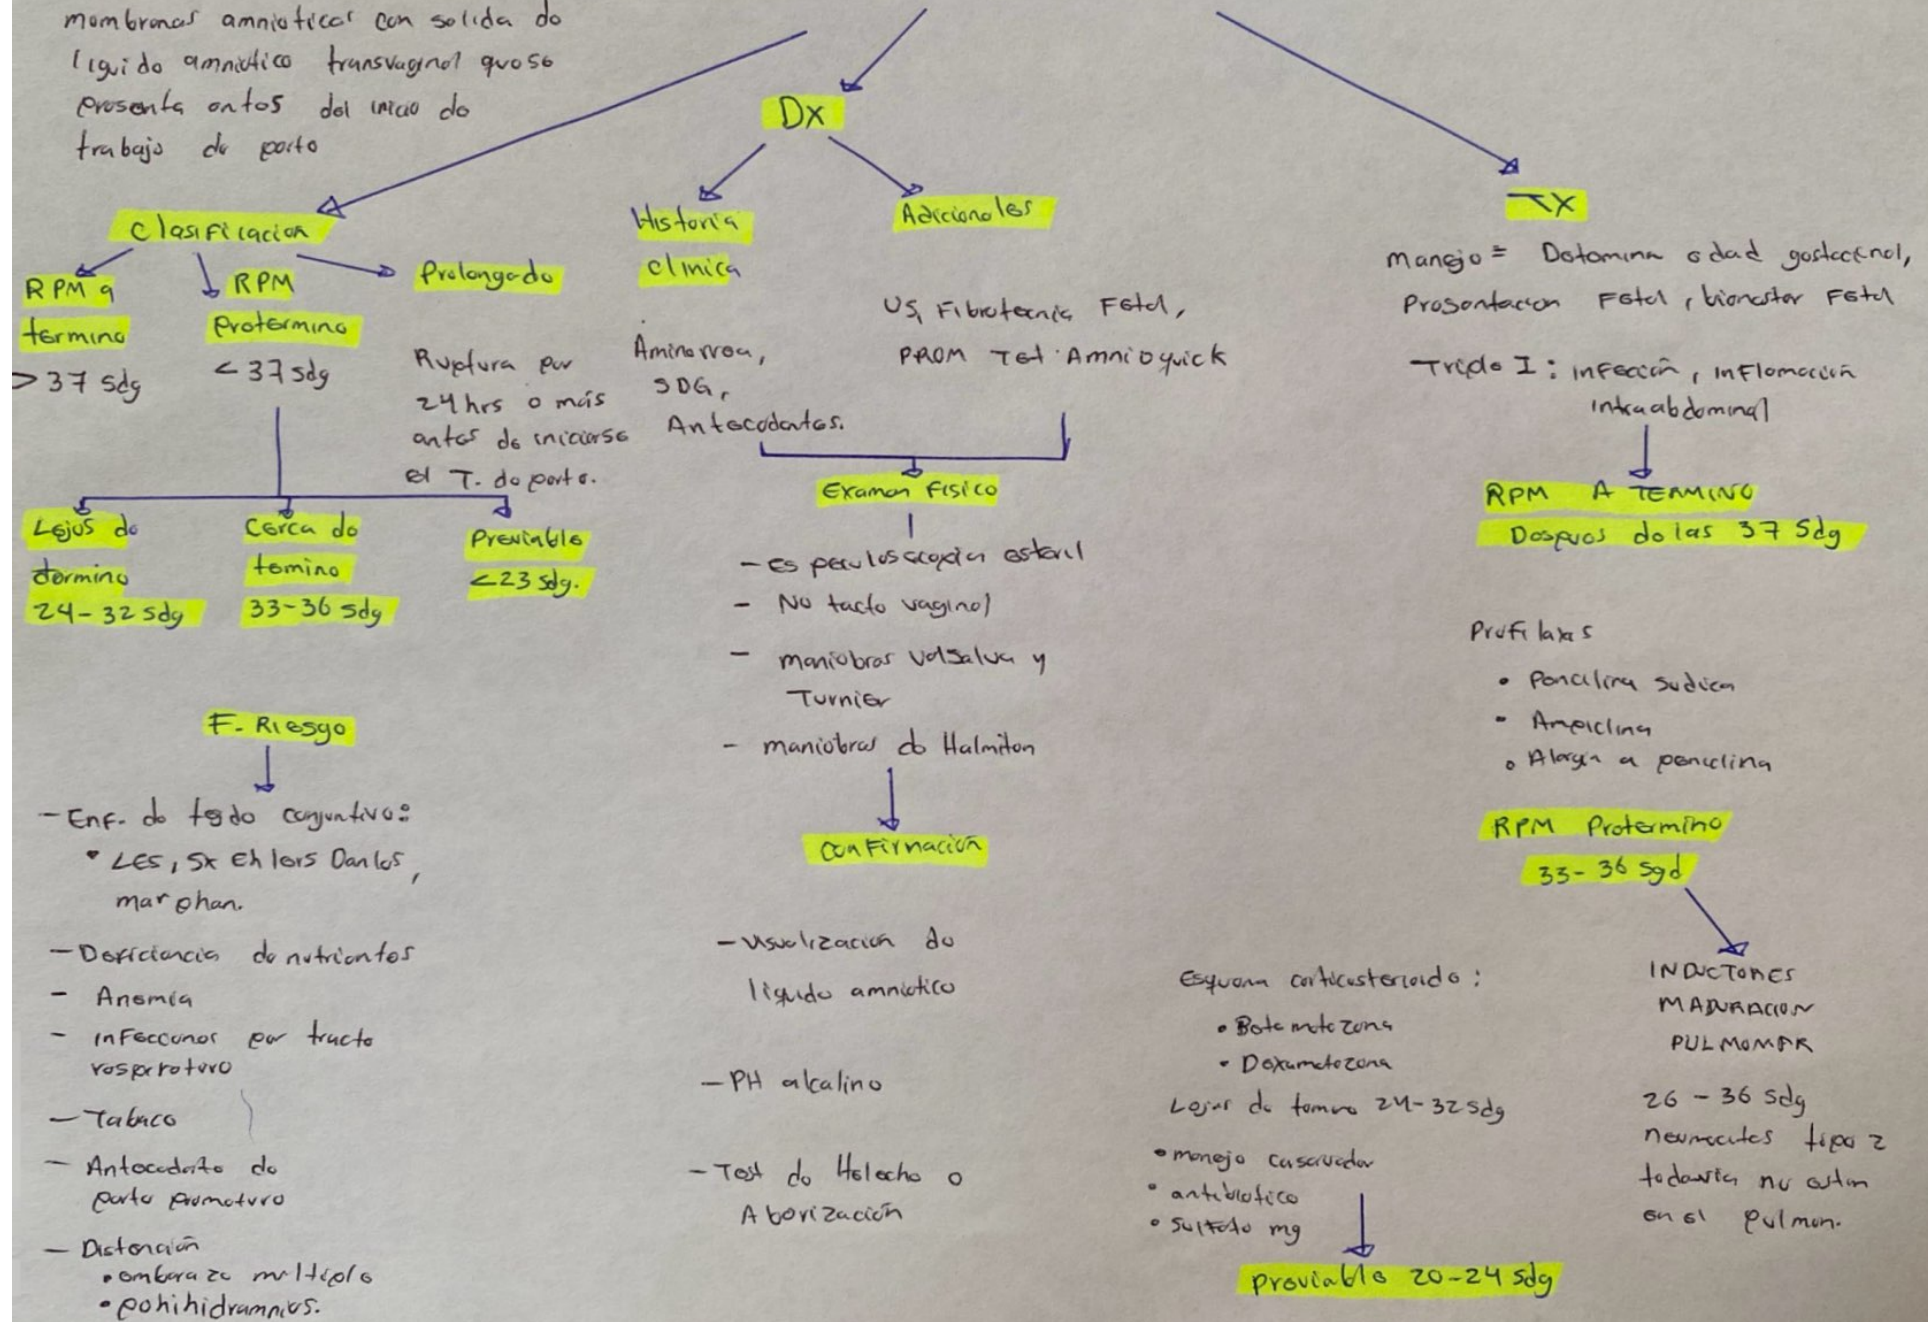 membranas amnioticas con salida de
liquido amniotico transvaginal que se
presenta antes del inicio de
trabajo de parto
Clasificacion
RPM a
termino
> 37 sdg
RPM
Pretermino
< 37 sdg
Prolongado
Ruptura por
24 hrs o más
antes de iniciarse
el T. de parto.
Lejos de
termino
24-32 sdg
Cerca do
termino
33-36 sdg
Previable
<23 sdg.
F. Riesgo
- Enf. de tejido conjuntivo:
• LES, Sx Ehlers Danlos,
marphan.
- Deficiencia de nutrientes
- Anemia
- infecciones por tracto
respiratorio
- Tabaco
- Antecedente de
parto prematuro
- Distención
• embarazo multiple
• pohihidramnios.
Dx
Historia
clinica
Aminorrea,
SDG,
Antecedentes.
Adicionales
US, Fibrotecnia Fetal,
PROM Tet Amnioquick
Examen Fisico
- Especuloscopia esteril
- No tacto vaginal
- maniobras Valsalva y
Turnier
- maniobras de Halmiton
Confirmación
- visualización de
liquido amniotico
- PH alcalino
- Test de Helecho o
Aborización
TX
Manejo = Determina edad gestacional,
Presentacion Fetal, bienestar Fetal
Triple I: infección, inflamación
intraabdominal
RPM A TERMINO
Despues de las 37 Sdg
Profilaxis
• Penicilina sudica
• Ampiclina
• Alergia a peniclina
RPM Pretermino
33-36 sgd
INDUCTORES
MADURACION
PULMONAR
26 - 36 sdg
neumocitos tipo 2
todavia no estan
en el pulmon.
Esquema corticosteroide:
• Betametazona
• Dexametazona
Lejos de termino 24-32 sdg
• manejo conservador
• antibiotico
• Sulfato mg
previable 20-24 sdg